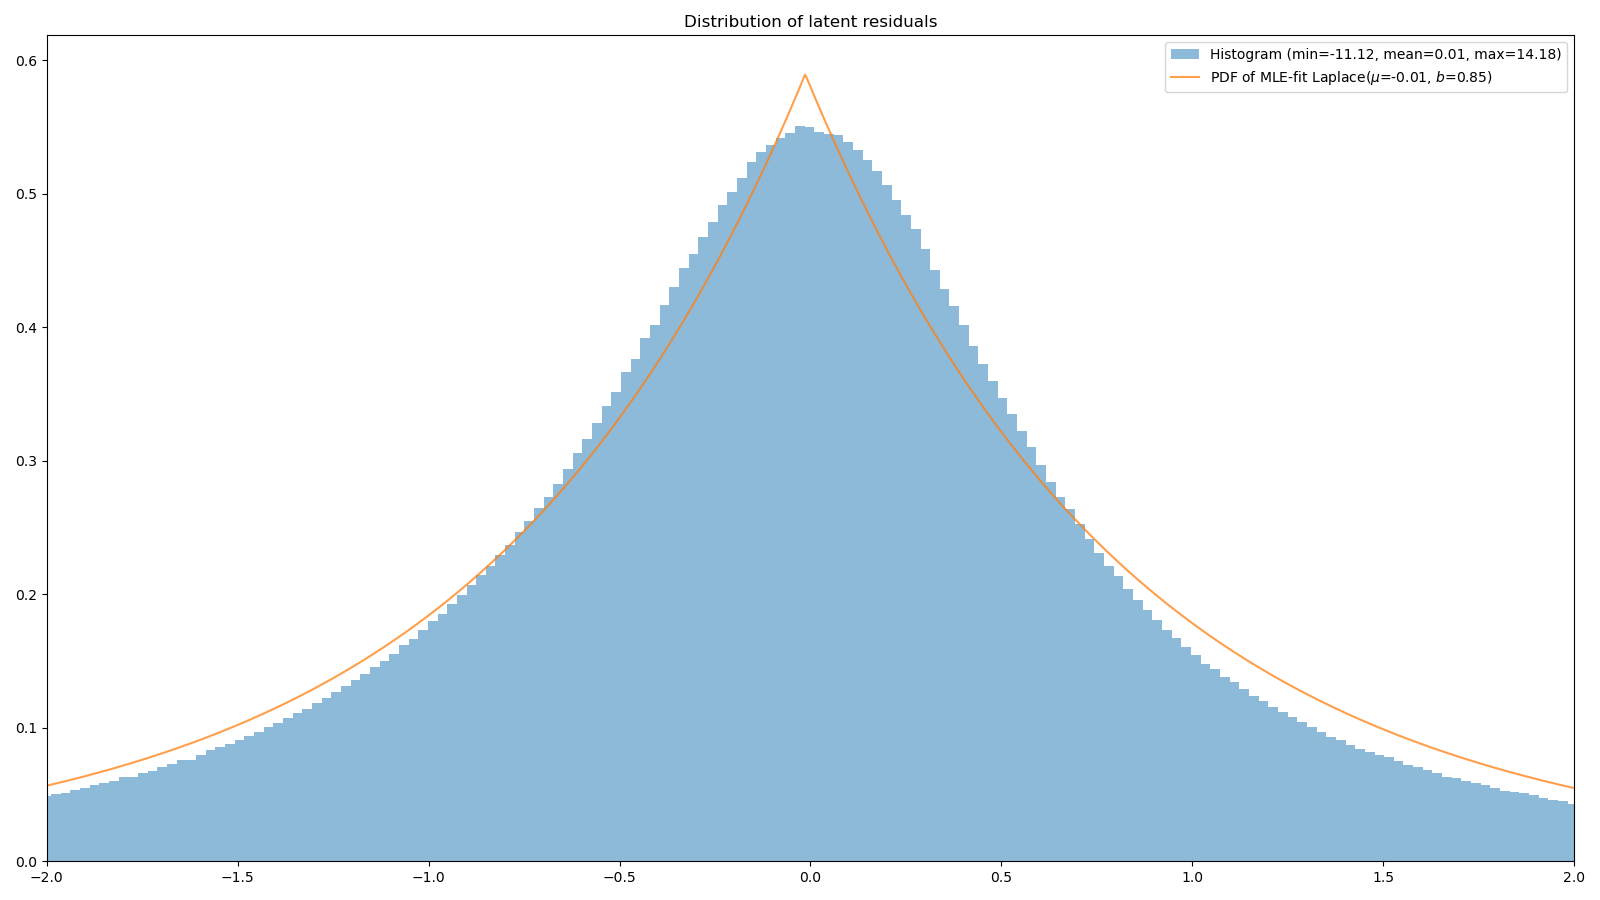 Distribution of latent residuals
Histogram (min=-11.12, mean=0.01, max=14.18)
PDF of MLE-fit Laplace(μ=-0.01, b=0.85)
0.6
0.5
0.4
0.3
0.2
0.1
0.0
−2.0 −1.5 −1.0 −0.5 0.0 0.5 1.0 1.5 2.0